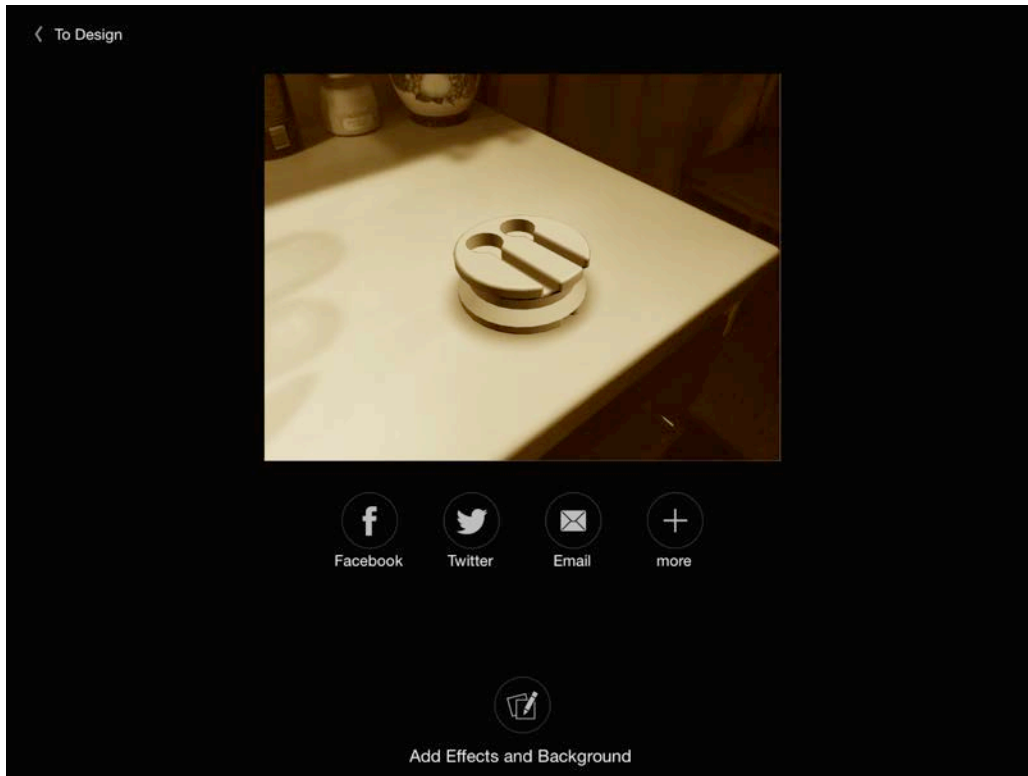 To Design
Facebook
Twitter
Email
more
Add Effects and Background